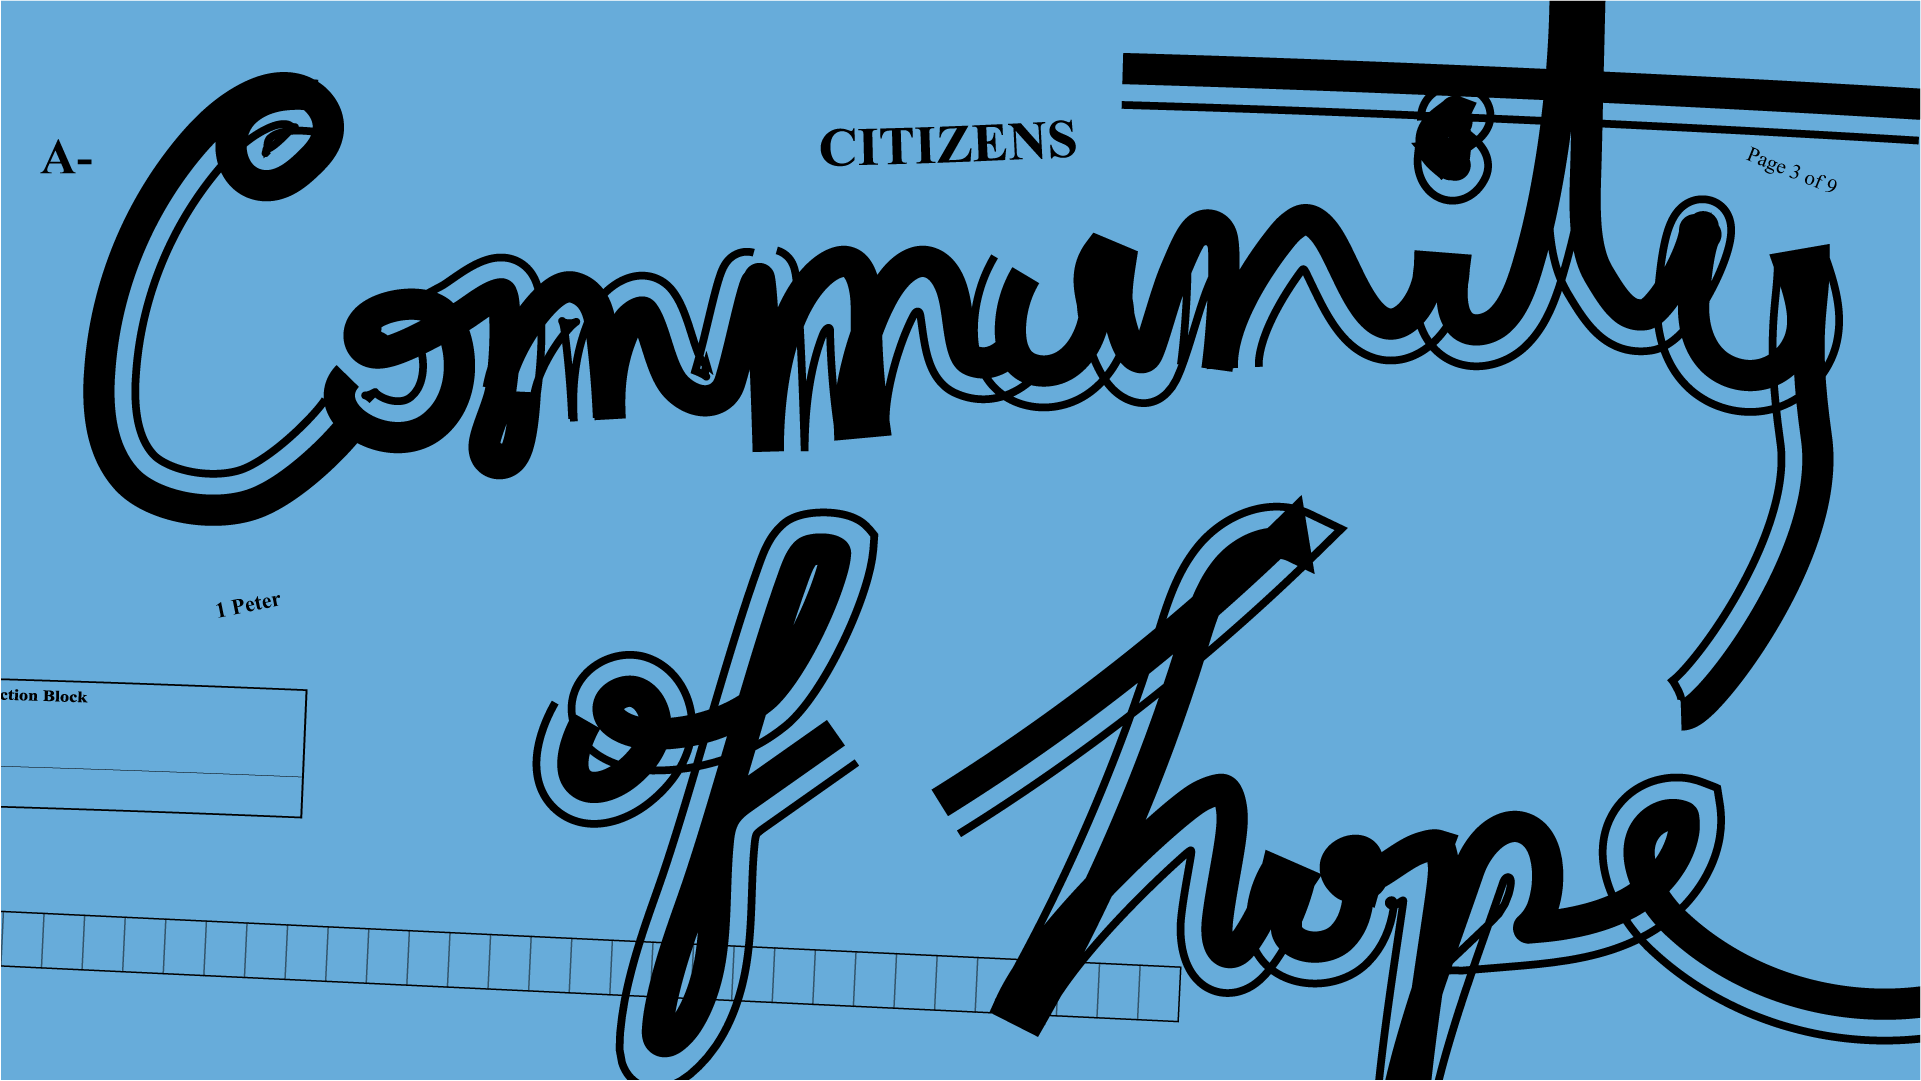 A-
CITIZENS
Page 3 of 9
Community
1 Peter
of hope
ction Block